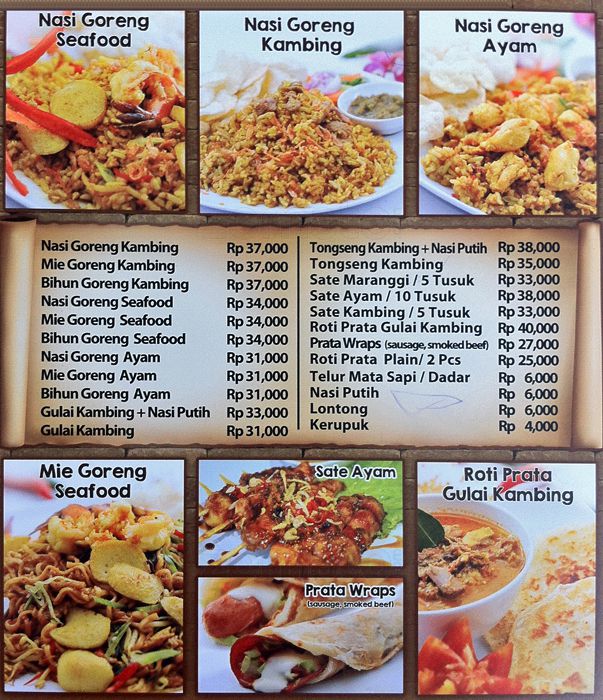 Nasi Goreng
Seafood
Nasi Goreng
Kambing
Nasi Goreng
Ayam
Nasi Goreng Kambing Rp 37,000
Mie Goreng Kambing Rp 37,000
Bihun Goreng Kambing Rp 37,000
Nasi Goreng Seafood Rp 34,000
Mie Goreng Seafood Rp 34,000
Bihun Goreng Seafood Rp 34,000
Nasi Goreng Ayam Rp 31,000
Mie Goreng Ayam Rp 31,000
Bihun Goreng Ayam Rp 31,000
Gulai Kambing + Nasi Putih Rp 33,000
Gulai Kambing Rp 31,000
Tongseng Kambing + Nasi Putih Rp 38,000
Tongseng Kambing Rp 35,000
Sate Maranggi / 5 Tusuk Rp 33,000
Sate Ayam / 10 Tusuk Rp 38,000
Sate Kambing / 5 Tusuk Rp 33,000
Roti Prata Gulai Kambing Rp 40,000
Prata Wraps (sausage, smoked beef) Rp 27,000
Roti Prata Plain/ 2 Pcs Rp 25,000
Telur Mata Sapi / Dadar Rp 6,000
Nasi Putih Rp 6,000
Lontong Rp 6,000
Kerupuk Rp 4,000
Mie Goreng
Seafood
Sate Ayam
Prata Wraps
(sausage, smoked beef)
Roti Prata
Gulai Kambing